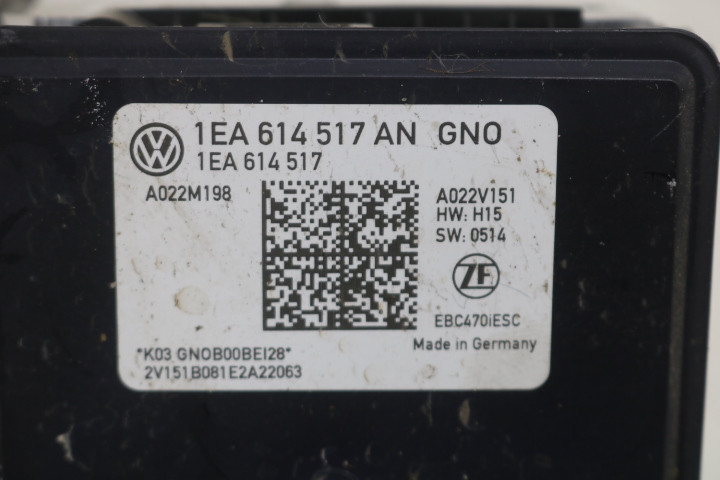 1EA 614 517 AN GNO
1EA 614 517
A022M198
A022V151
HW: H15
SW: 0514
ZF
EBC470iESC
Made in Germany
*K03 GNOB00BEI28*
2V151B081E2A22063